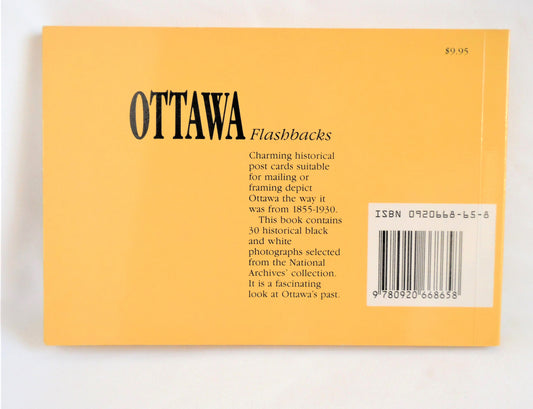 $9.95
OTTAWA Flashbacks
Charming historical
post cards suitable
for mailing or
framing depict
Ottawa the way it
was from 1855-1930.
This book contains
30 historical black
and white
photographs selected
from the National
Archives' collection.
It is a fascinating
look at Ottawa's past.
ISBN 0920668-65-8
9 780920 668658